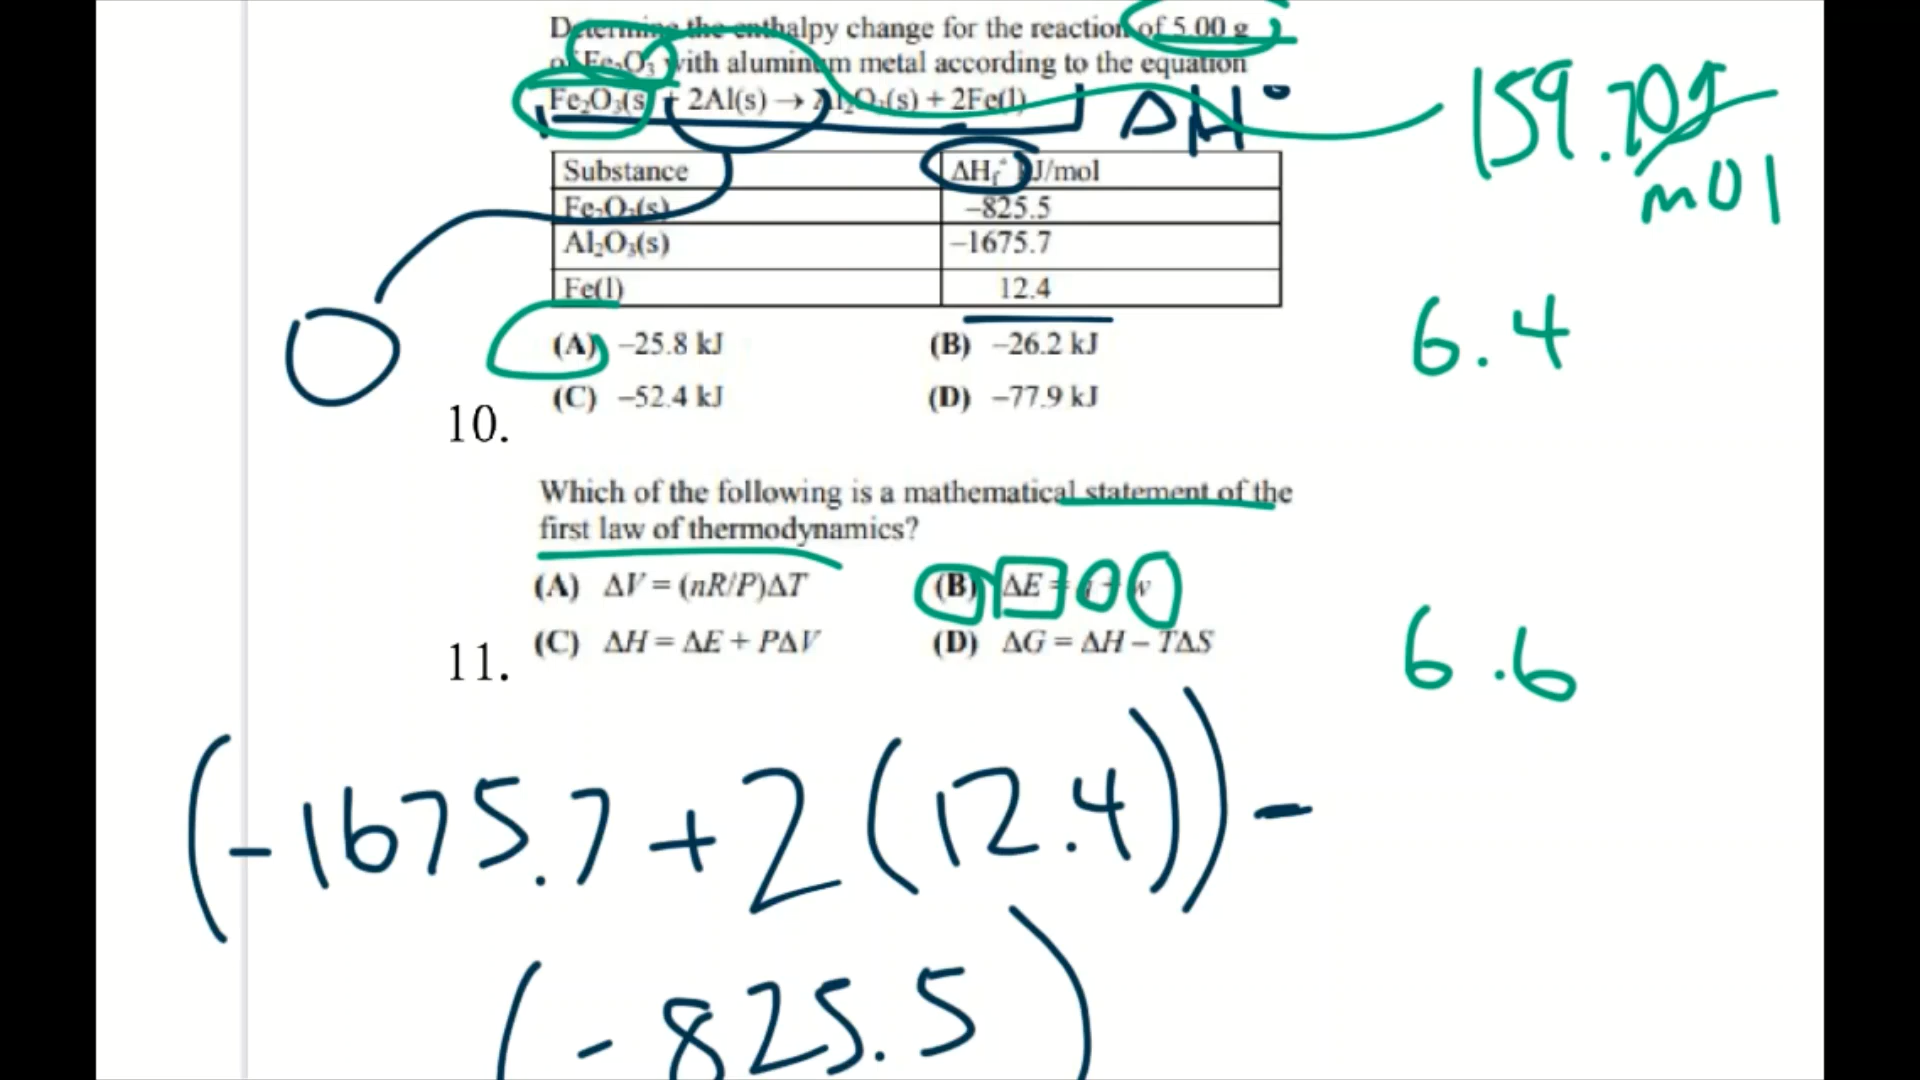 Determine the enthalpy change for the reaction of 5.00 g
of Fe₂O₃ with aluminum metal according to the equation
Fe₂O₃(s) + 2Al(s) → Al₂O₃(s) + 2Fe(l)
ΔH°
159.70 g
mol
Substance ΔHf° kJ/mol
Fe₂O₃(s) –825.5
Al₂O₃(s) –1675.7
Fe(l) 12.4
0
6.4
(A) –25.8 kJ (B) –26.2 kJ
(C) –52.4 kJ (D) –77.9 kJ
10.
Which of the following is a mathematical statement of the
first law of thermodynamics?
(A) ΔV = (nR/P)ΔT (B) ΔE = q + w
(C) ΔH = ΔE + PΔV (D) ΔG = ΔH – TΔS
11.
6.6
(-1675.7 + 2(12.4)) -
(-825.5)